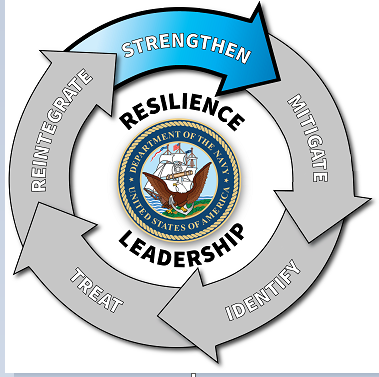 STRENGTHEN
MITIGATE
IDENTIFY
TREAT
REINTEGRATE
RESILIENCE
DEPARTMENT OF THE NAVY
UNITED STATES OF AMERICA
LEADERSHIP